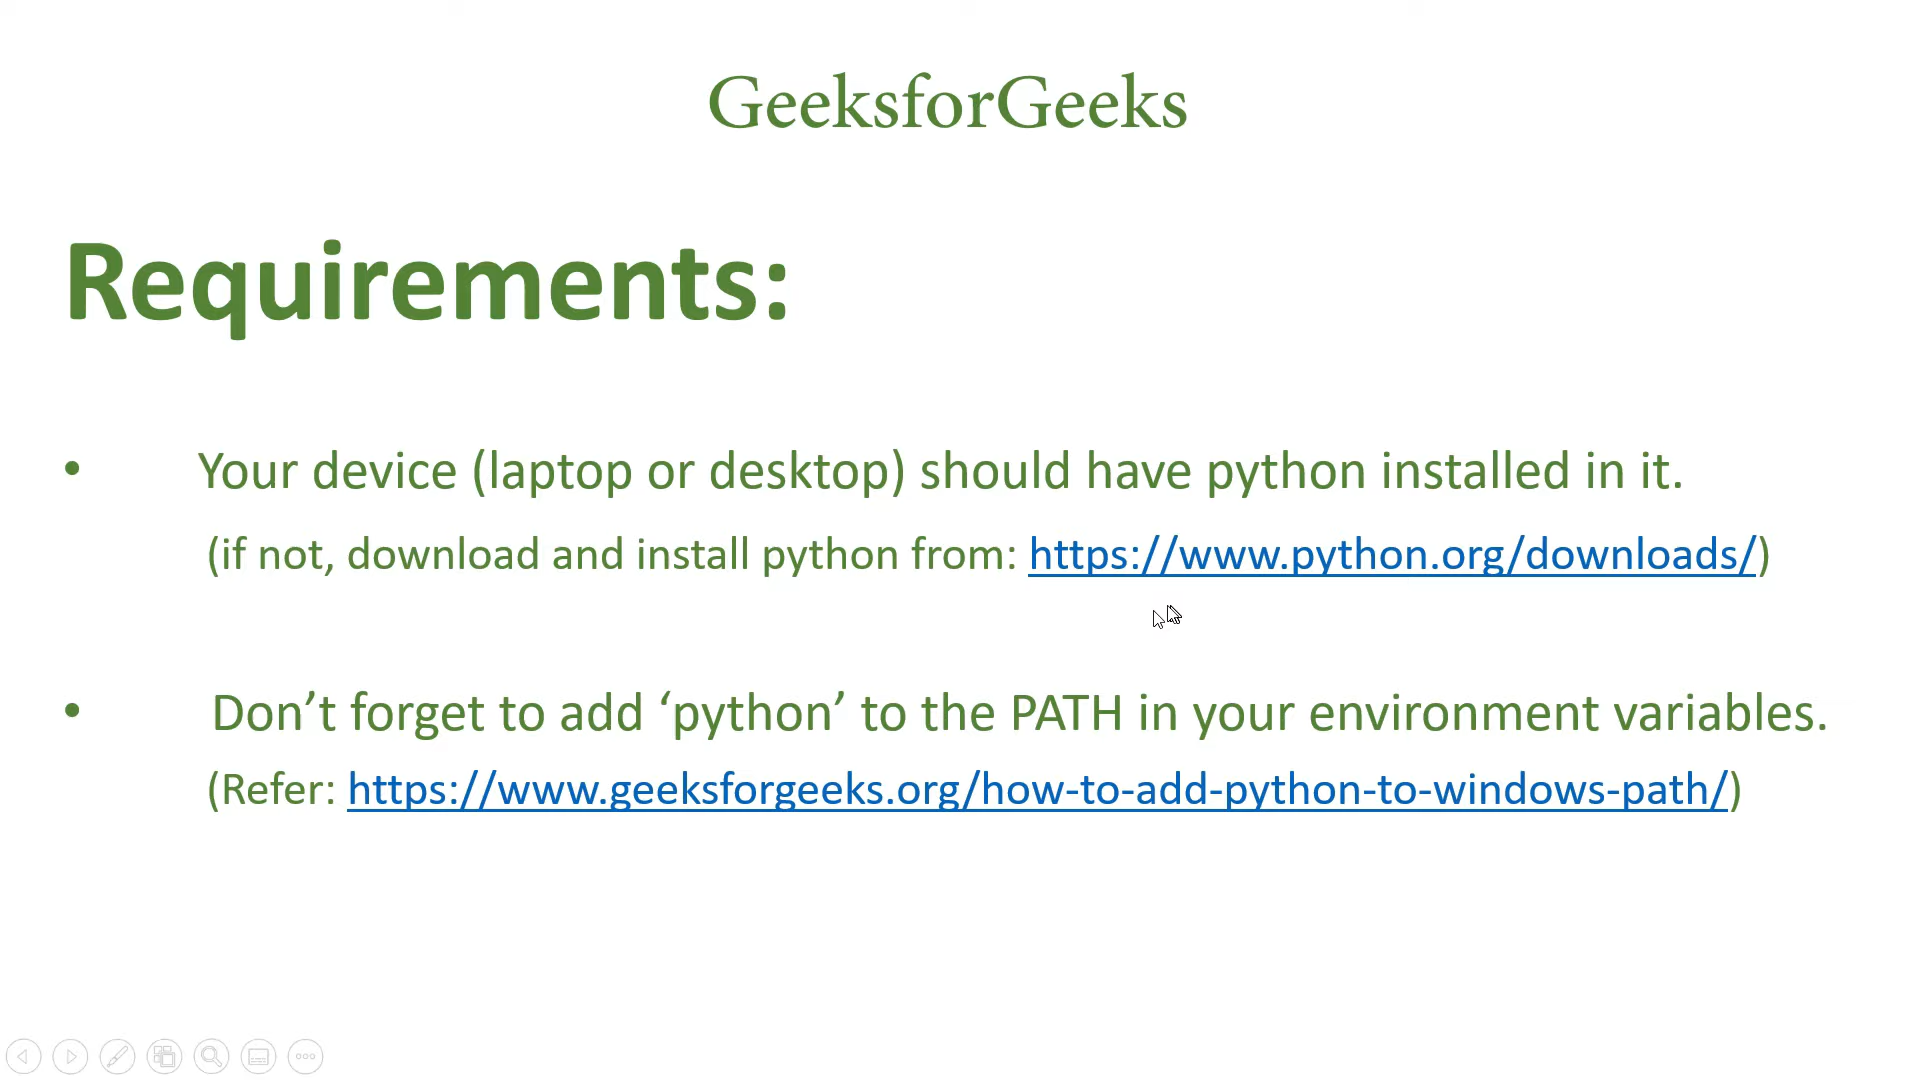 GeeksforGeeks
Requirements:
• Your device (laptop or desktop) should have python installed in it.
(if not, download and install python from: https://www.python.org/downloads/)
• Don’t forget to add ‘python’ to the PATH in your environment variables.
(Refer: https://www.geeksforgeeks.org/how-to-add-python-to-windows-path/)